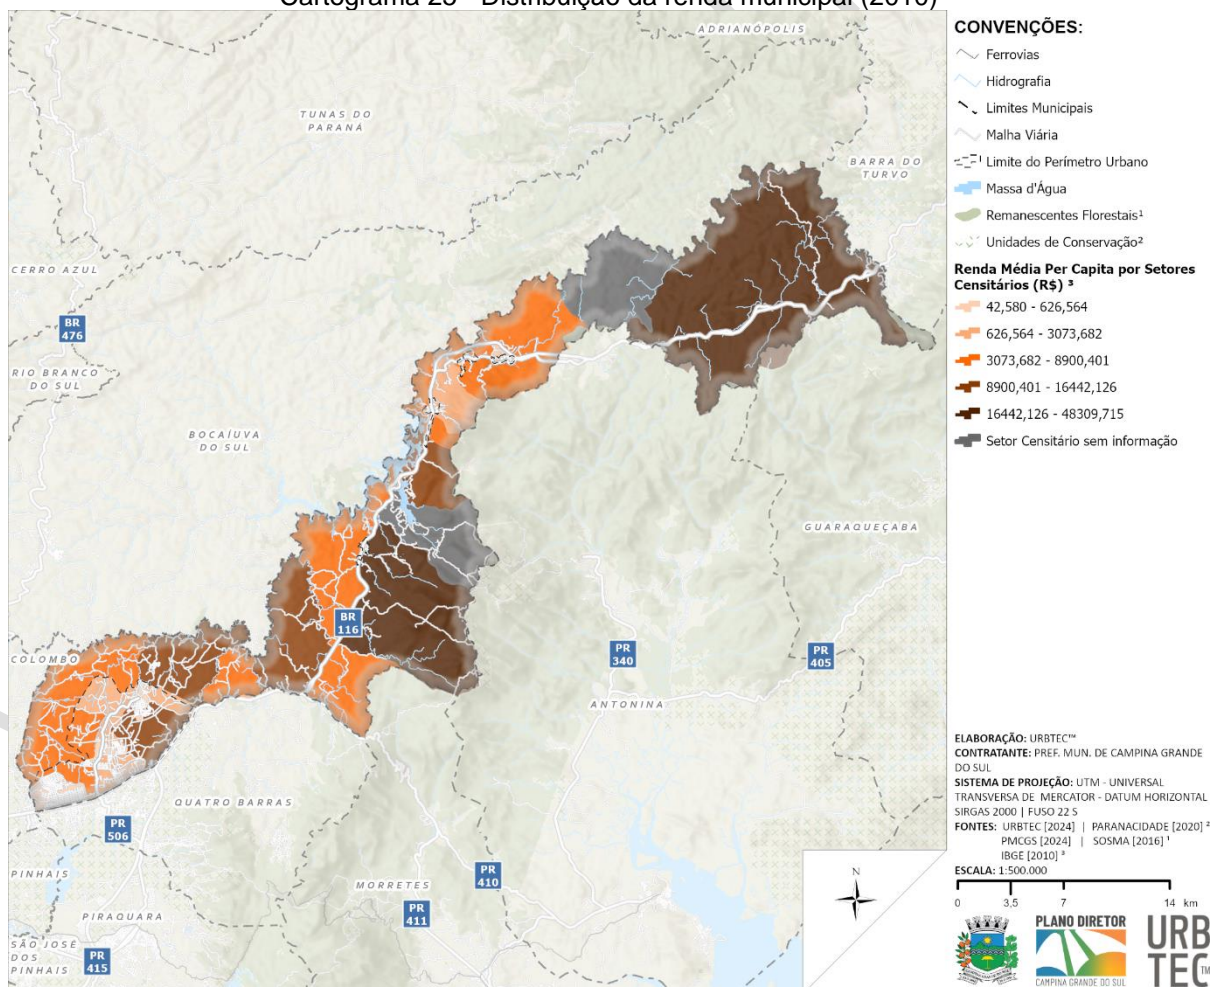 Cartograma 23 - Distribuição da renda municipal (2010)
ADRIANÓPOLIS
TUNAS DO
PARANÁ
BARRA DO
TURVO
CERRO AZUL
BR
476
RIO BRANCO
DO SUL
BOCAIÚVA
DO SUL
GUARAQUEÇABA
BR
116
PR
340
PR
405
COLOMBO
ANTONINA
QUATRO BARRAS
PR
506
PINHAIS
MORRETES
PR
410
PR
411
PIRAQUARA
SÃO JOSÉ
DOS
PINHAIS
PR
415
CONVENÇÕES:
Ferrovias
Hidrografia
Limites Municipais
Malha Viária
Limite do Perímetro Urbano
Massa d'Água
Remanescentes Florestais¹
Unidades de Conservação²
Renda Média Per Capita por Setores
Censitários (R$) ³
42,580 - 626,564
626,564 - 3073,682
3073,682 - 8900,401
8900,401 - 16442,126
16442,126 - 48309,715
Setor Censitário sem informação
ELABORAÇÃO: URBTEC™
CONTRATANTE: PREF. MUN. DE CAMPINA GRANDE
DO SUL
SISTEMA DE PROJEÇÃO: UTM - UNIVERSAL
TRANSVERSA DE MERCATOR - DATUM HORIZONTAL
SIRGAS 2000 | FUSO 22 S
FONTES: URBTEC [2024] | PARANACIDADE [2020] ²
PMCGS [2024] | SOSMA [2016] ¹
IBGE [2010] ³
ESCALA: 1:500.000
0 3,5 7 14 km
N
PLANO DIRETOR
CAMPINA GRANDE DO SUL
URB
TEC™